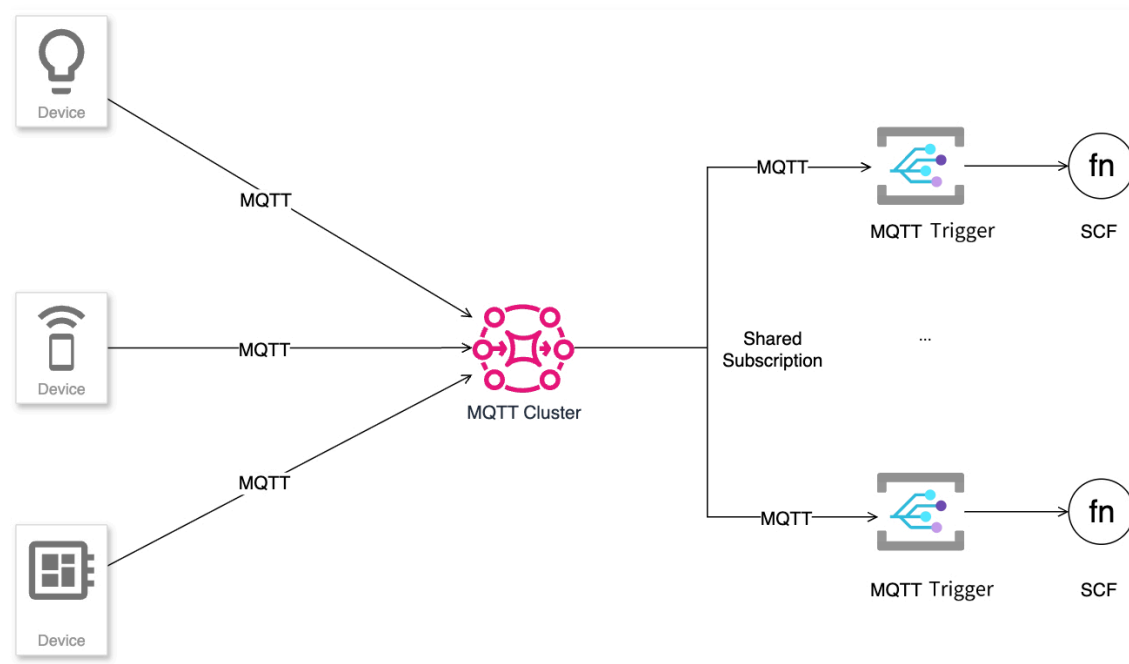 Device
MQTT
Device
MQTT
MQTT
Device
MQTT Cluster
Shared
Subscription
...
MQTT
MQTT Trigger
fn
SCF
MQTT
MQTT Trigger
fn
SCF